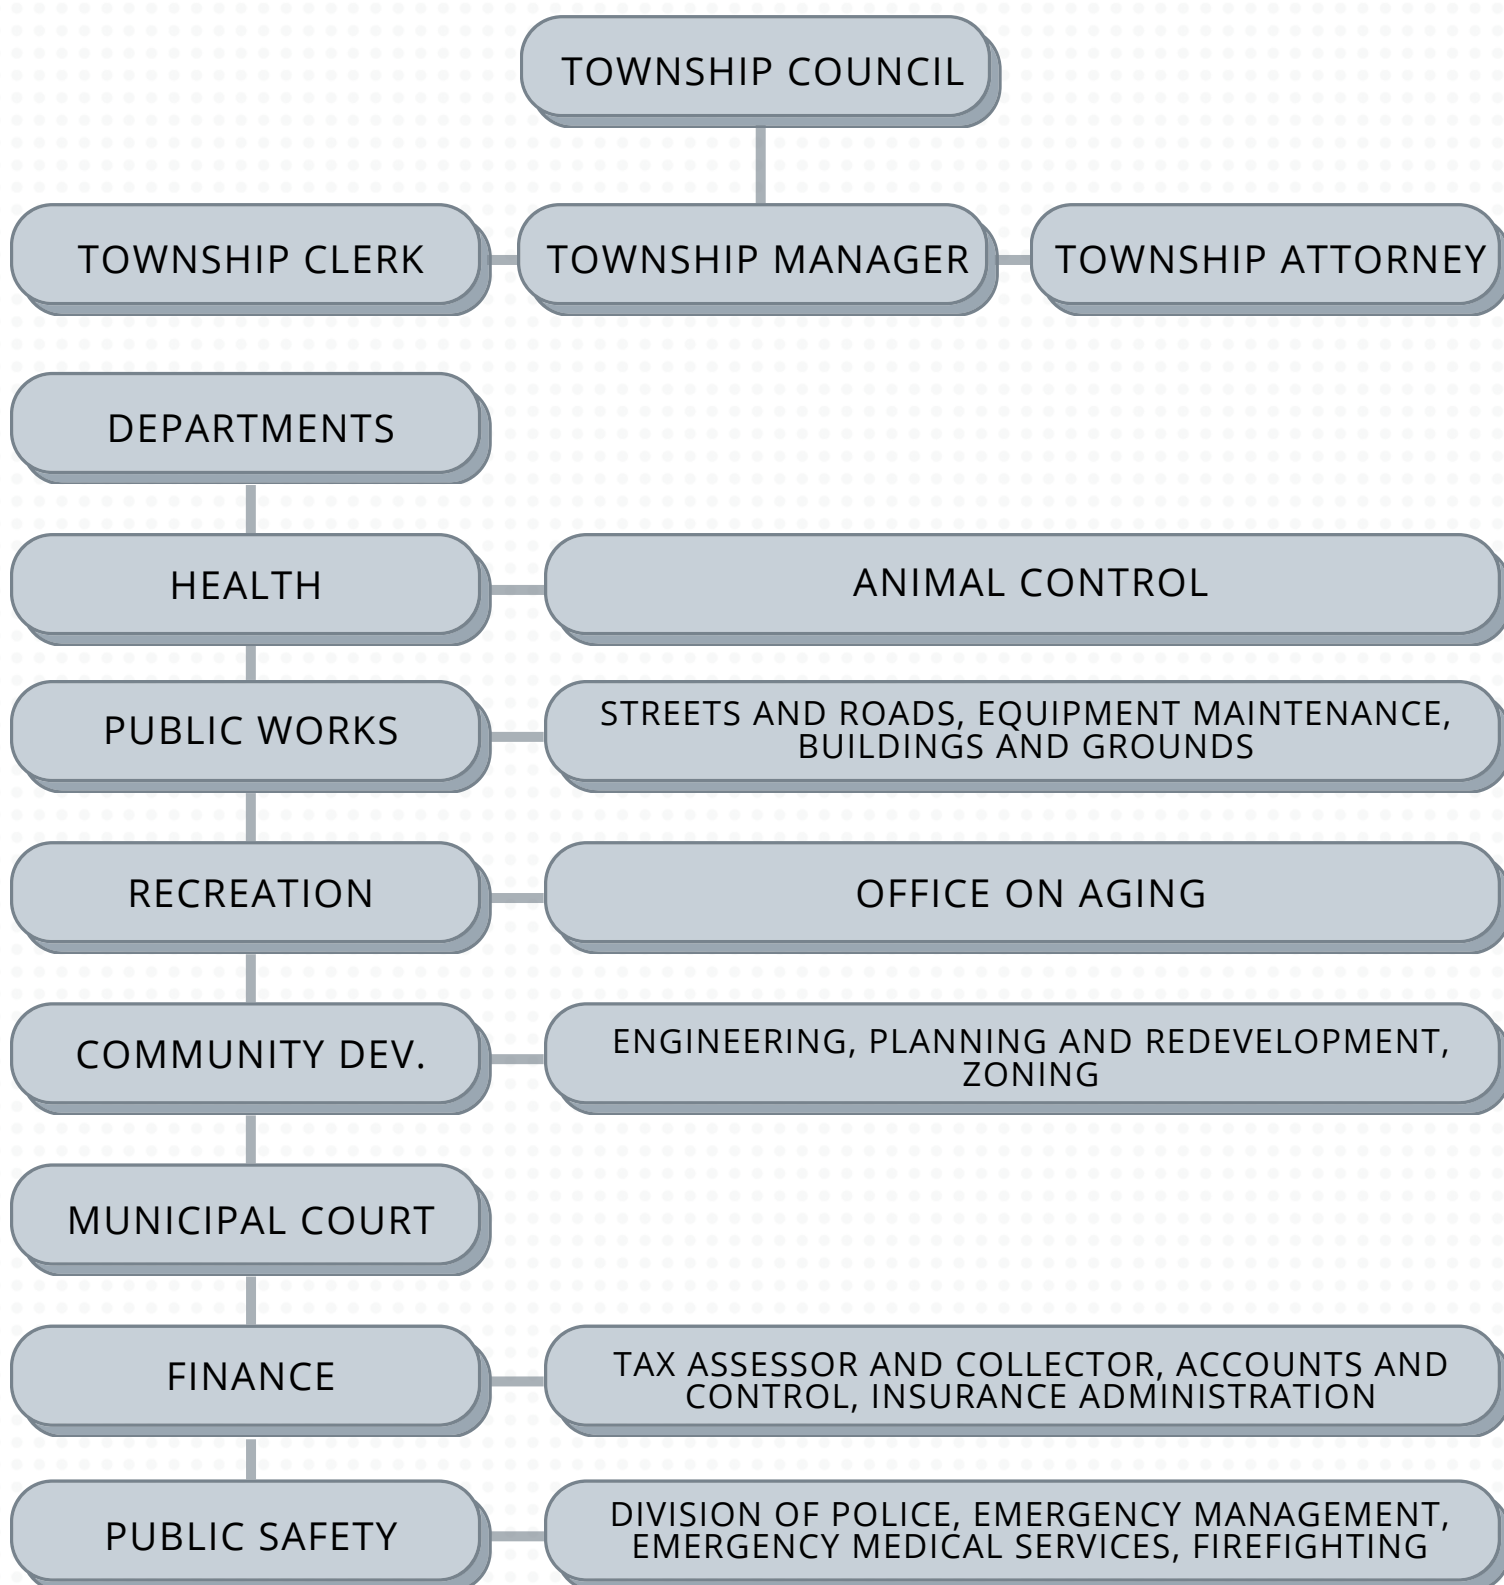 TOWNSHIP COUNCIL
TOWNSHIP CLERK
TOWNSHIP MANAGER
TOWNSHIP ATTORNEY
DEPARTMENTS
HEALTH
ANIMAL CONTROL
PUBLIC WORKS
STREETS AND ROADS, EQUIPMENT MAINTENANCE,
BUILDINGS AND GROUNDS
RECREATION
OFFICE ON AGING
COMMUNITY DEV.
ENGINEERING, PLANNING AND REDEVELOPMENT,
ZONING
MUNICIPAL COURT
FINANCE
TAX ASSESSOR AND COLLECTOR, ACCOUNTS AND
CONTROL, INSURANCE ADMINISTRATION
PUBLIC SAFETY
DIVISION OF POLICE, EMERGENCY MANAGEMENT,
EMERGENCY MEDICAL SERVICES, FIREFIGHTING